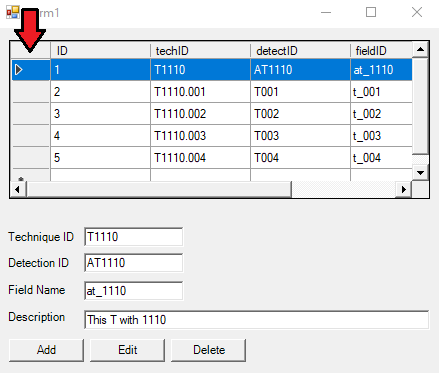 rm1
ID techID detectID fieldID
1 T1110 AT1110 at_1110
2 T1110.001 T001 t_001
3 T1110.002 T002 t_002
4 T1110.003 T003 t_003
5 T1110.004 T004 t_004
Technique ID T1110
Detection ID AT1110
Field Name at_1110
Description This T with 1110
Add Edit Delete